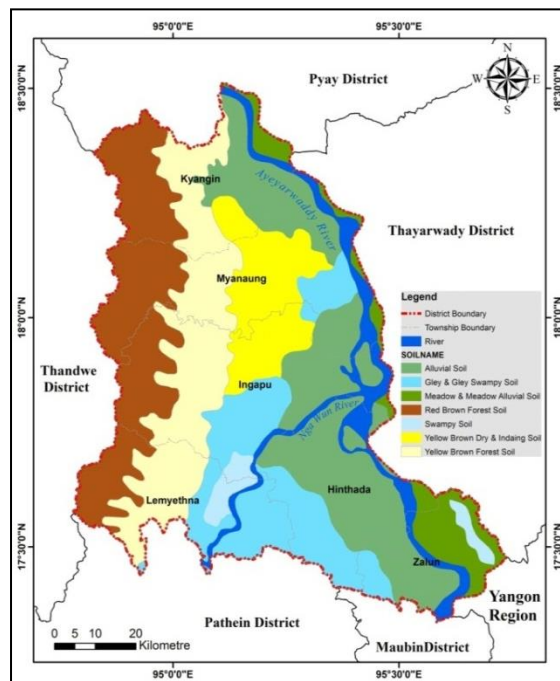 95°0'0"E
95°30'0"E
18°30'0"N
18°30'0"N
Pyay District
N
W E
S
Kyangin
Ayeyarwaddy River
Thayarwady District
Myanaung
18°0'0"N
18°0'0"N
Thandwe
District
Ingapu
Nga Wun River
Legend
District Boundary
Township Boundary
River
SOILNAME
Alluvial Soil
Gley & Gley Swampy Soil
Meadow & Meadow Alluvial Soil
Red Brown Forest Soil
Swampy Soil
Yellow Brown Dry & Indaing Soil
Yellow Brown Forest Soil
Lemyethna
Hinthada
17°30'0"N
17°30'0"N
Zalun
Yangon
Region
Pathein District
MaubinDistrict
0 5 10 20
Kilometre
95°0'0"E
95°30'0"E